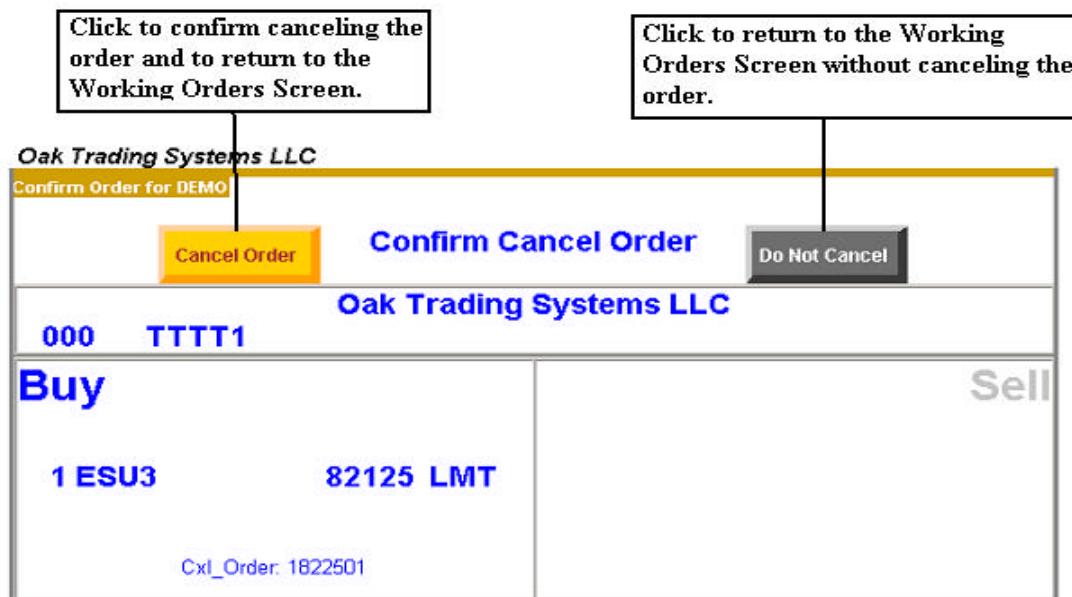 Click to confirm canceling the
order and to return to the
Working Orders Screen.
Click to return to the Working
Orders Screen without canceling the
order.
Oak Trading Systems LLC
Confirm Order for DEMO
Cancel Order
Confirm Cancel Order
Do Not Cancel
Oak Trading Systems LLC
000 TTTT1
Buy
Sell
1 ESU3 82125 LMT
Cxl_Order: 1822501